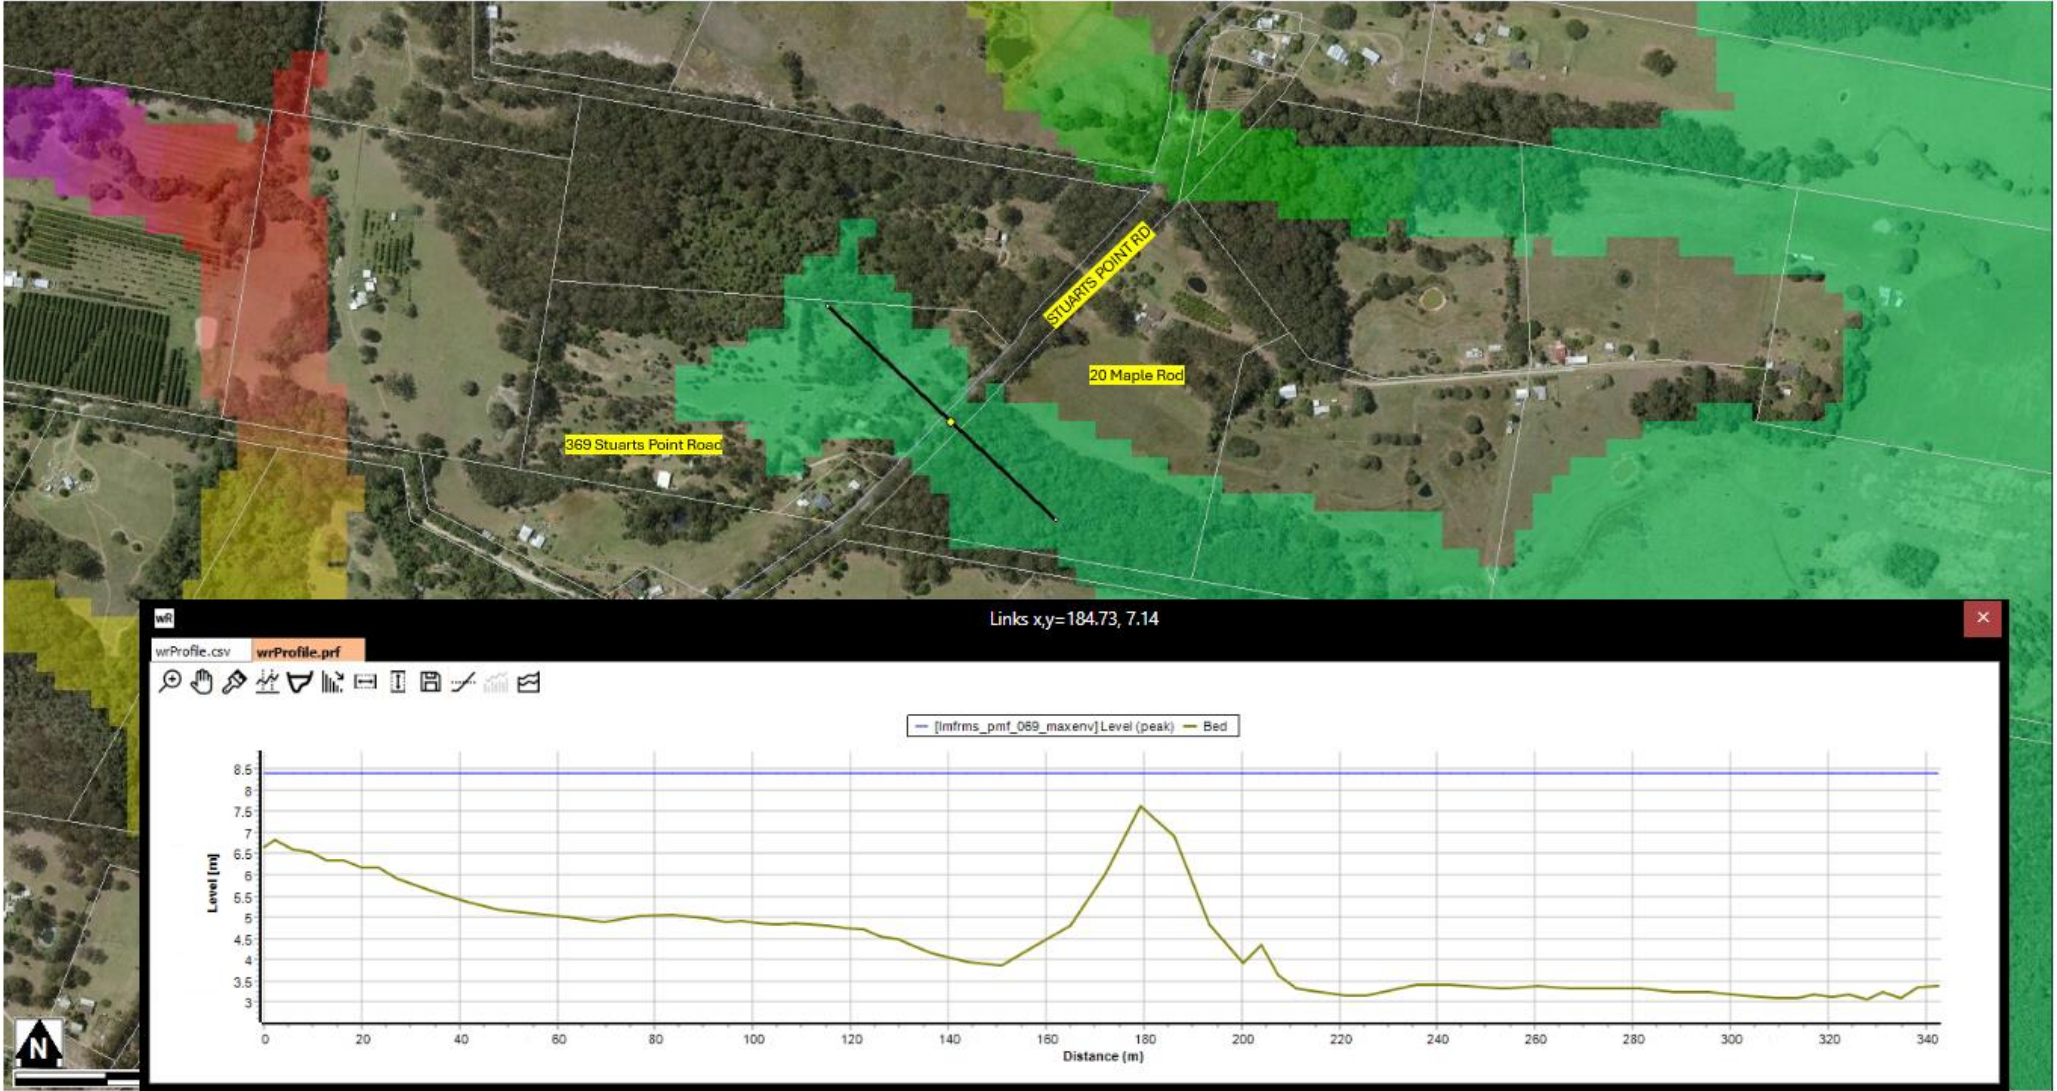 STUARTS POINT RD
20 Maple Rod
369 Stuarts Point Road
wR
Links x,y=184.73, 7.14
wrProfile.csv
wrProfile.prf
[lmfrms_pmf_069_maxenv] Level (peak)
Bed
8.5
8
7.5
7
6.5
6
5.5
5
4.5
4
3.5
3
Level [m]
0 20 40 60 80 100 120 140 160 180 200 220 240 260 280 300 320 340
Distance (m)
N